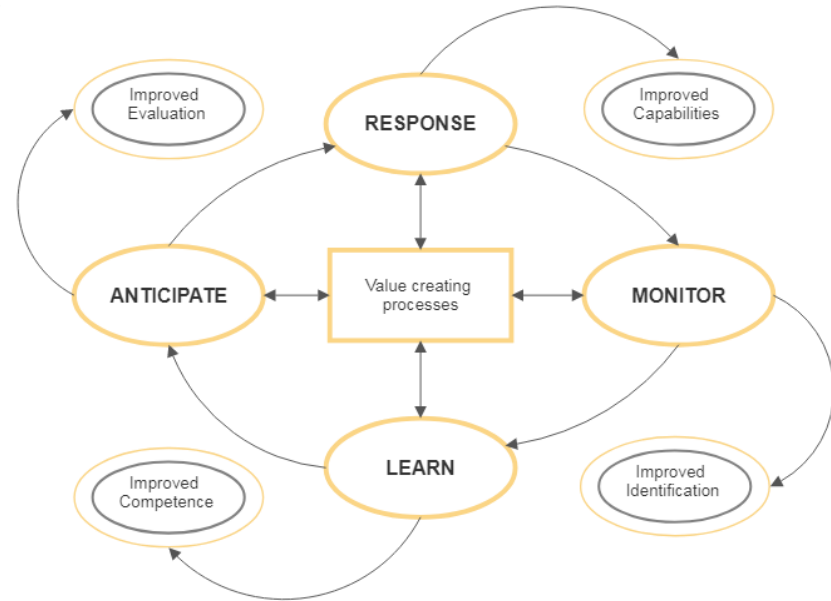 Improved
Evaluation
RESPONSE
Improved
Capabilities
ANTICIPATE
Value creating
processes
MONITOR
Improved
Competence
LEARN
Improved
Identification